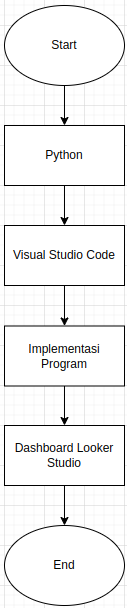 Start
Python
Visual Studio Code
Implementasi
Program
Dashboard Looker
Studio
End